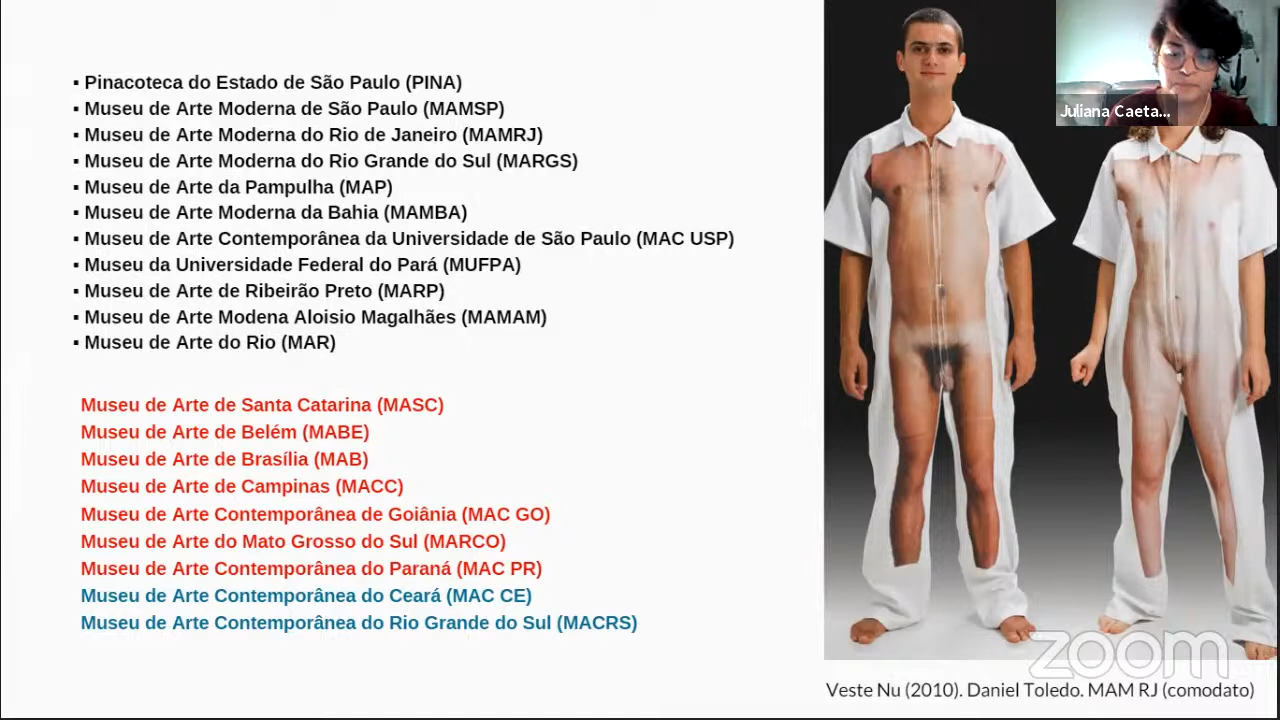 ▪ Pinacoteca do Estado de São Paulo (PINA)
▪ Museu de Arte Moderna de São Paulo (MAMSP)
▪ Museu de Arte Moderna do Rio de Janeiro (MAMRJ)
▪ Museu de Arte Moderna do Rio Grande do Sul (MARGS)
▪ Museu de Arte da Pampulha (MAP)
▪ Museu de Arte Moderna da Bahia (MAMBA)
▪ Museu de Arte Contemporânea da Universidade de São Paulo (MAC USP)
▪ Museu da Universidade Federal do Pará (MUFPA)
▪ Museu de Arte de Ribeirão Preto (MARP)
▪ Museu de Arte Modena Aloisio Magalhães (MAMAM)
▪ Museu de Arte do Rio (MAR)
Museu de Arte de Santa Catarina (MASC)
Museu de Arte de Belém (MABE)
Museu de Arte de Brasília (MAB)
Museu de Arte de Campinas (MACC)
Museu de Arte Contemporânea de Goiânia (MAC GO)
Museu de Arte do Mato Grosso do Sul (MARCO)
Museu de Arte Contemporânea do Paraná (MAC PR)
Museu de Arte Contemporânea do Ceará (MAC CE)
Museu de Arte Contemporânea do Rio Grande do Sul (MACRS)
Juliana Caeta...
zoom
Veste Nu (2010). Daniel Toledo. MAM RJ (comodato)